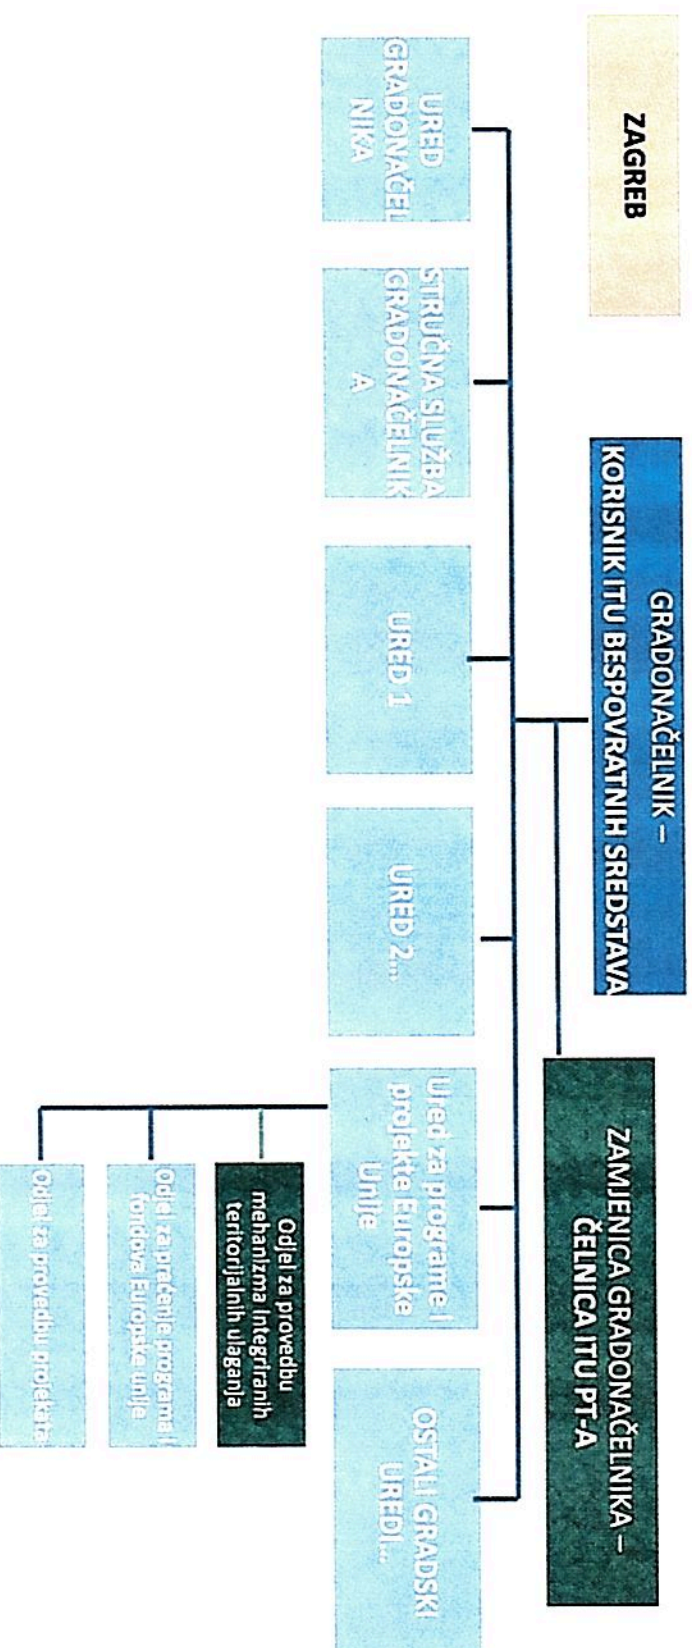 ZAGREB
GRADONAČELNIK –
KORISNIK ITU BESPOVRATNIH SREDSTAVA
ZAMJENICA GRADONAČELNIKA –
ČELNICA ITU PT-A
URED
GRADONAČEL
NIKA
STRUČNA SLUŽBA
GRADONAČELNIK
A
URED 1
URED 2...
Ured za programe i
projekte Europske
Unije
OSTALI GRADSKI
UREDI...
Odjel za provedbu
mehanizma integriranih
teritorijalnih ulaganja
Odjel za praćenje programa i
fondova Europske unije
Odjel za provedbu projekata